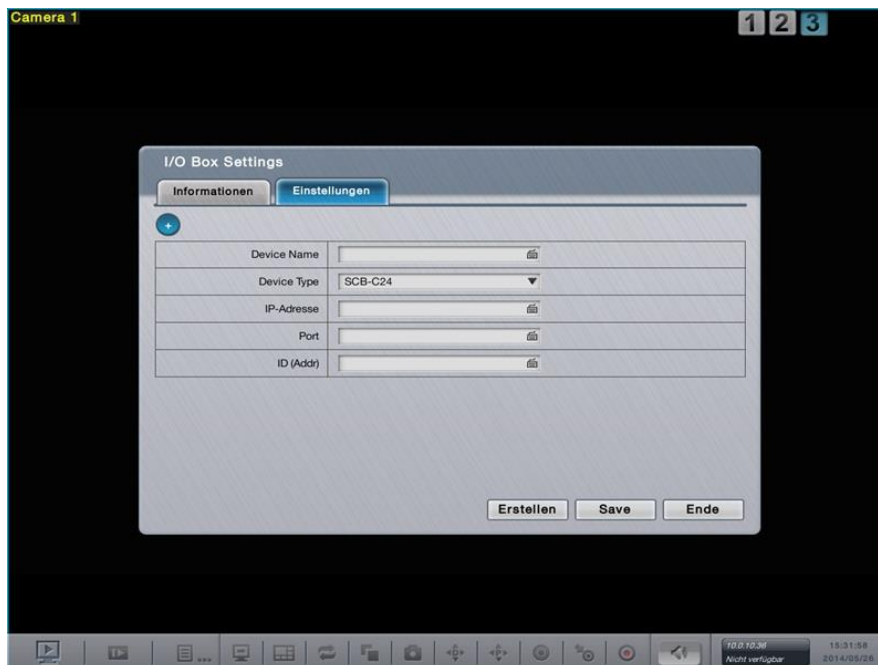 Camera 1
1 2 3
I/O Box Settings
Informationen Einstellungen
+
Device Name
Device Type SCB-C24
IP-Adresse
Port
ID (Addr)
Erstellen Save Ende
10.0.10.36 15:31:58
Nicht verfügbar 2014/05/26